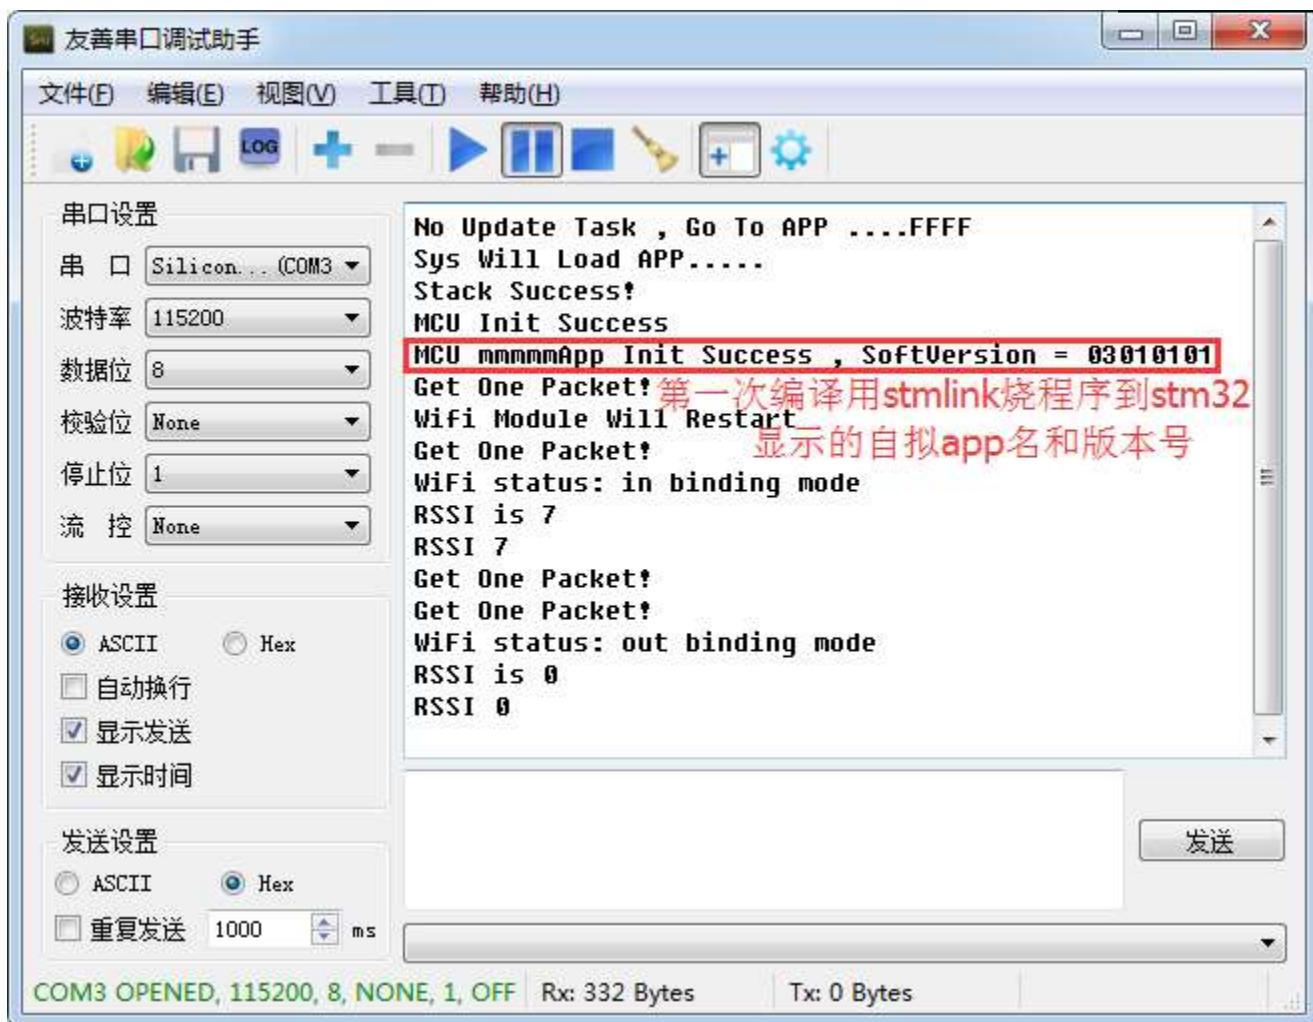 友善串口调试助手
文件(F) 编辑(E) 视图(V) 工具(T) 帮助(H)
LOG
串口设置
串 口 Silicon... (COM3
波特率 115200
数据位 8
校验位 None
停止位 1
流 控 None
接收设置
ASCII Hex
自动换行
显示发送
显示时间
发送设置
ASCII Hex
重复发送 1000 ms
No Update Task , Go To APP ....FFFF
Sys Will Load APP.....
Stack Success!
MCU Init Success
MCU mmmmmApp Init Success , SoftVersion = 03010101
Get One Packet!
第一次编译用stmlink烧程序到stm32
Wifi Module Will Restart
显示的自拟app名和版本号
Get One Packet!
WiFi status: in binding mode
RSSI is 7
RSSI 7
Get One Packet!
Get One Packet!
WiFi status: out binding mode
RSSI is 0
RSSI 0
发送
COM3 OPENED, 115200, 8, NONE, 1, OFF Rx: 332 Bytes Tx: 0 Bytes